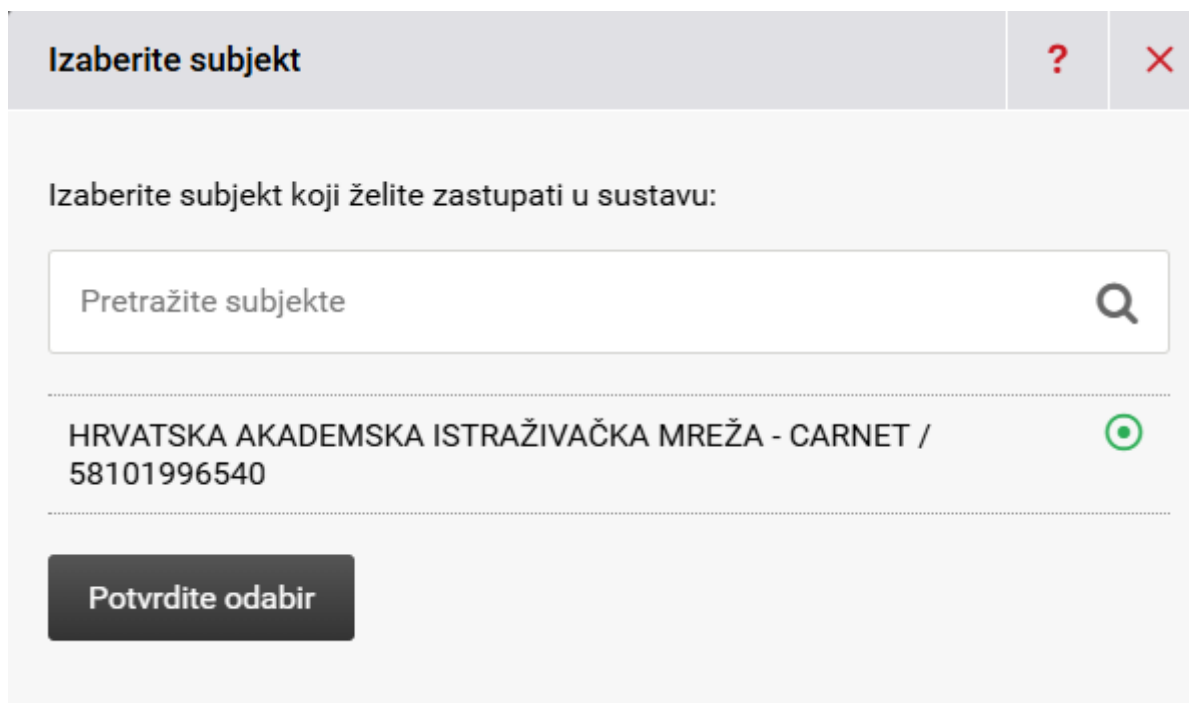 Izaberite subjekt
?
Izaberite subjekt koji želite zastupati u sustavu:
Pretražite subjekte
HRVATSKA AKADEMSKA ISTRAŽIVAČKA MREŽA - CARNET /
58101996540
Potvrdite odabir